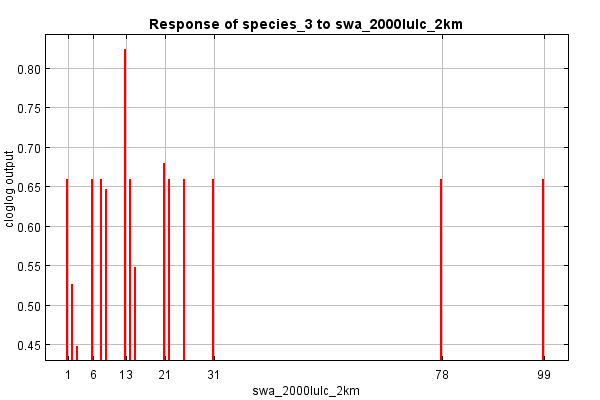 Response of species_3 to swa_2000lulc_2km
0.80
0.75
0.70
0.65
0.60
0.55
0.50
0.45
cloglog output
1 6 13 21 31 78 99
swa_2000lulc_2km